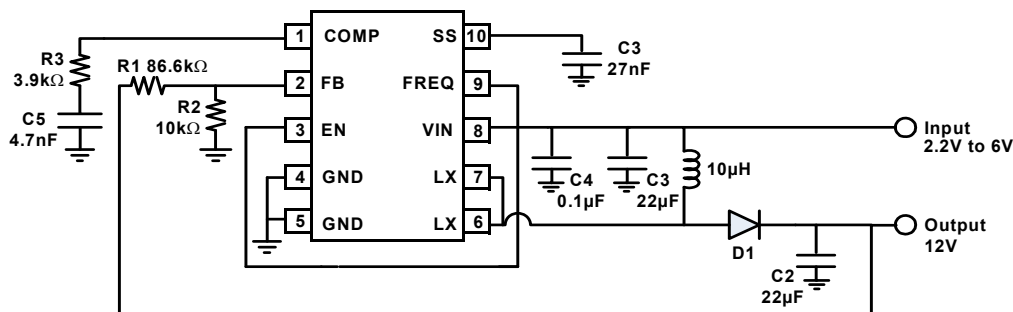 R3
3.9kΩ
C5
4.7nF
R1 86.6kΩ
R2
10kΩ
1 COMP
2 FB
3 EN
4 GND
5 GND
SS 10
FREQ 9
VIN 8
LX 7
LX 6
C3
27nF
C4
0.1µF
C3
22µF
10µH
D1
C2
22µF
Input
2.2V to 6V
Output
12V